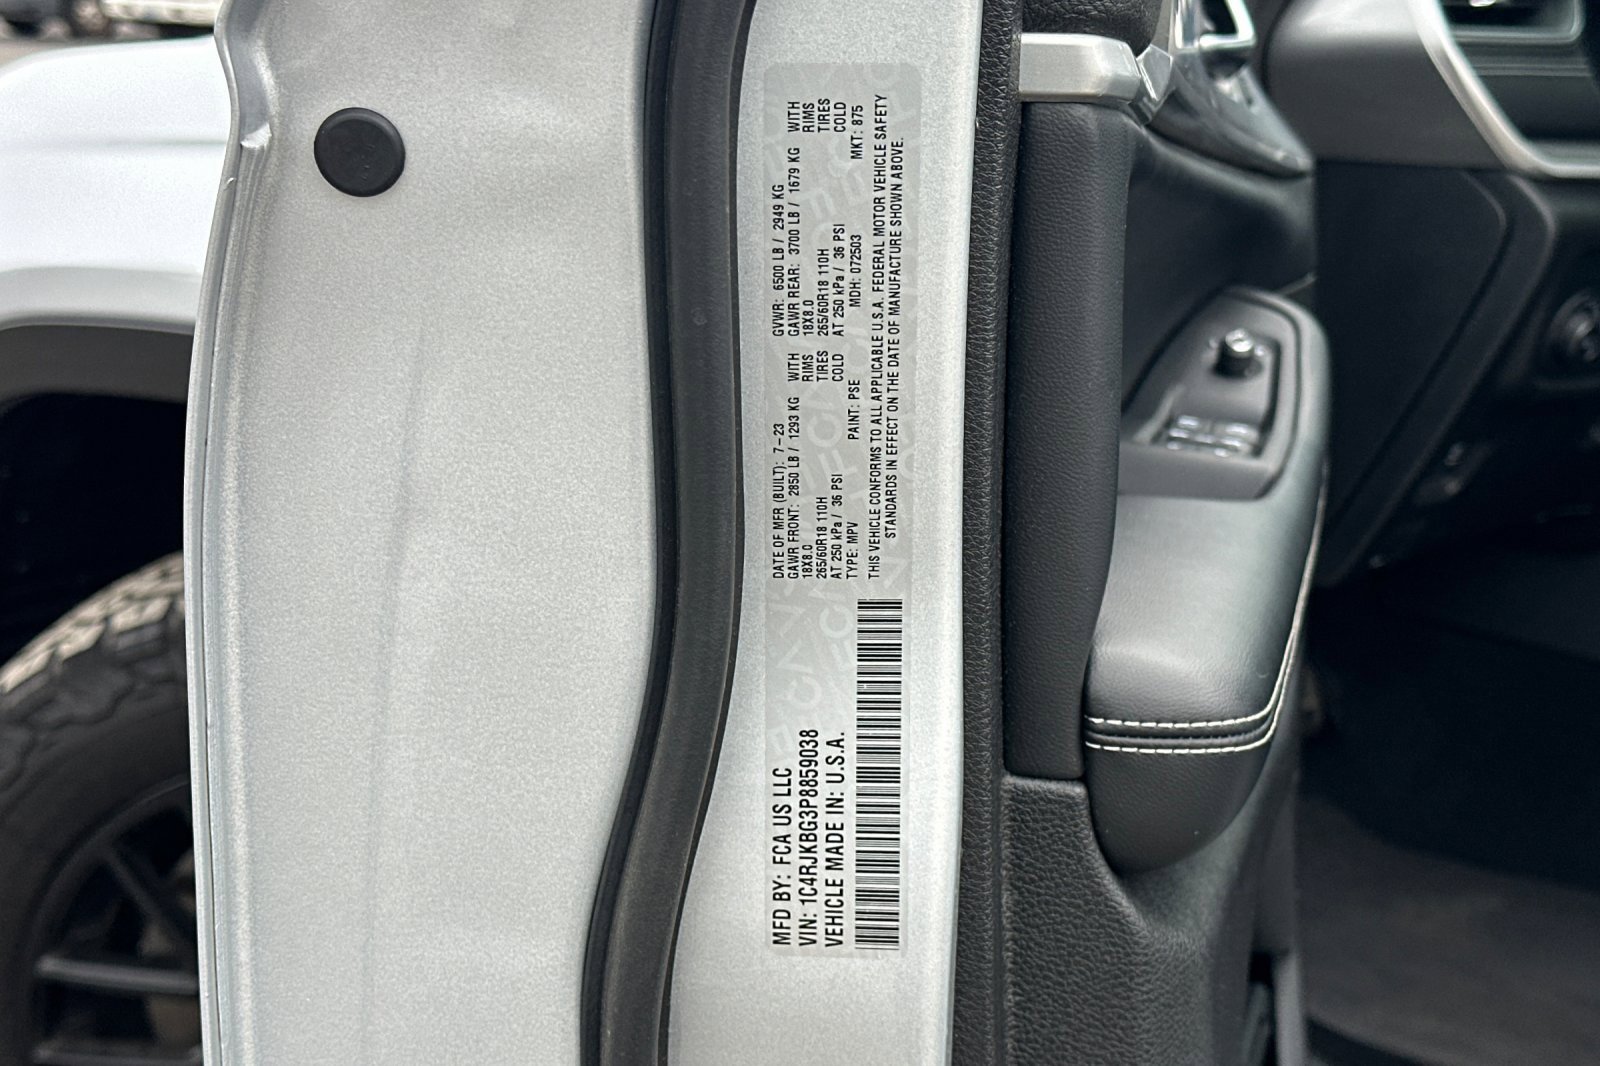 MFD BY: FCA US LLC
VIN: 1C4RJKBG3P8859038
VEHICLE MADE IN: U.S.A.
DATE OF MFR (BUILT): 7-23 GVWR: 6500 LB / 2949 KG
GAWR FRONT: 2850 LB / 1293 KG WITH GAWR REAR: 3700 LB / 1679 KG WITH
18X8.0 RIMS 18X8.0 RIMS
265/60R18 110H TIRES 265/60R18 110H TIRES
AT 250 kPa / 36 PSI COLD AT 250 kPa / 36 PSI COLD
TYPE: MPV PAINT: PSE MDH: 072503 MKT: 875
THIS VEHICLE CONFORMS TO ALL APPLICABLE U.S.A. FEDERAL MOTOR VEHICLE SAFETY
STANDARDS IN EFFECT ON THE DATE OF MANUFACTURE SHOWN ABOVE.